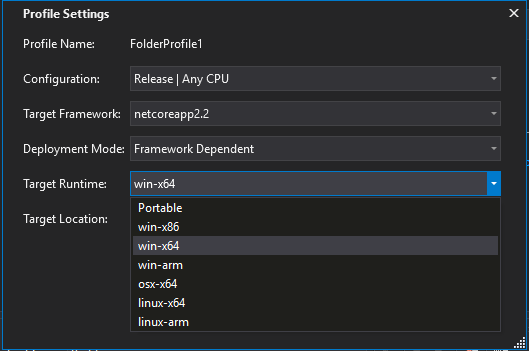 Profile Settings
Profile Name: FolderProfile1
Configuration: Release | Any CPU
Target Framework: netcoreapp2.2
Deployment Mode: Framework Dependent
Target Runtime: win-x64
Target Location:
Portable
win-x86
win-x64
win-arm
osx-x64
linux-x64
linux-arm